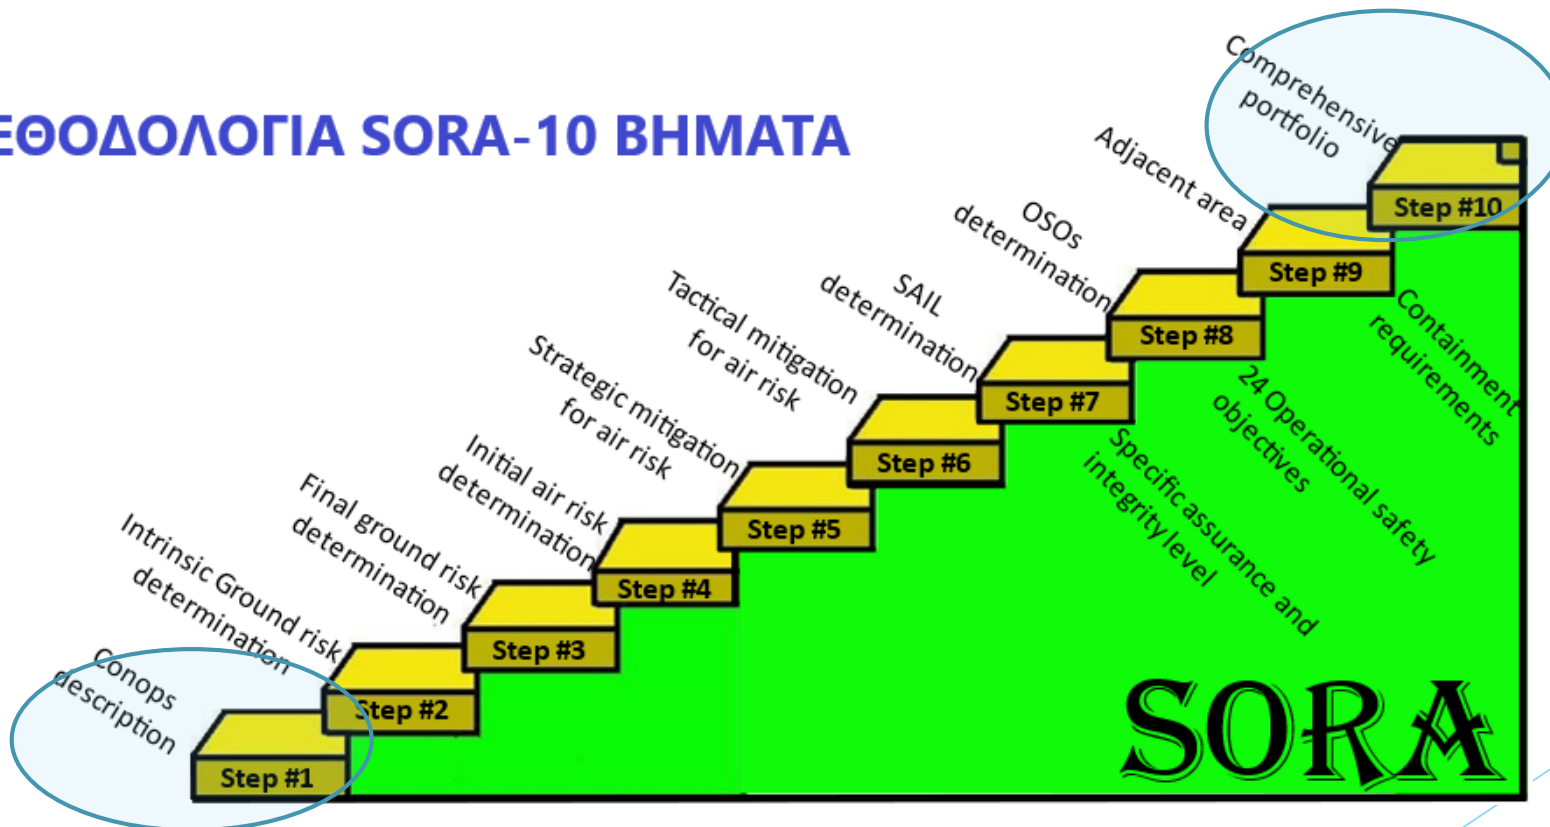 ΕΘΟΔΟΛΟΓΙΑ SORA-10 ΒΗΜΑΤΑ
Conops
description
Step #1
Intrinsic Ground risk
determination
Step #2
Final ground risk
determination
Step #3
Initial air risk
determination
Step #4
Strategic mitigation
for air risk
Step #5
Tactical mitigation
for air risk
Step #6
SAIL
determination
Step #7
Specific assurance and
integrity level
OSOs
determination
Step #8
24 Operational safety
objectives
Adjacent area
Step #9
Containment
requirements
Comprehensive
portfolio
Step #10
SORA